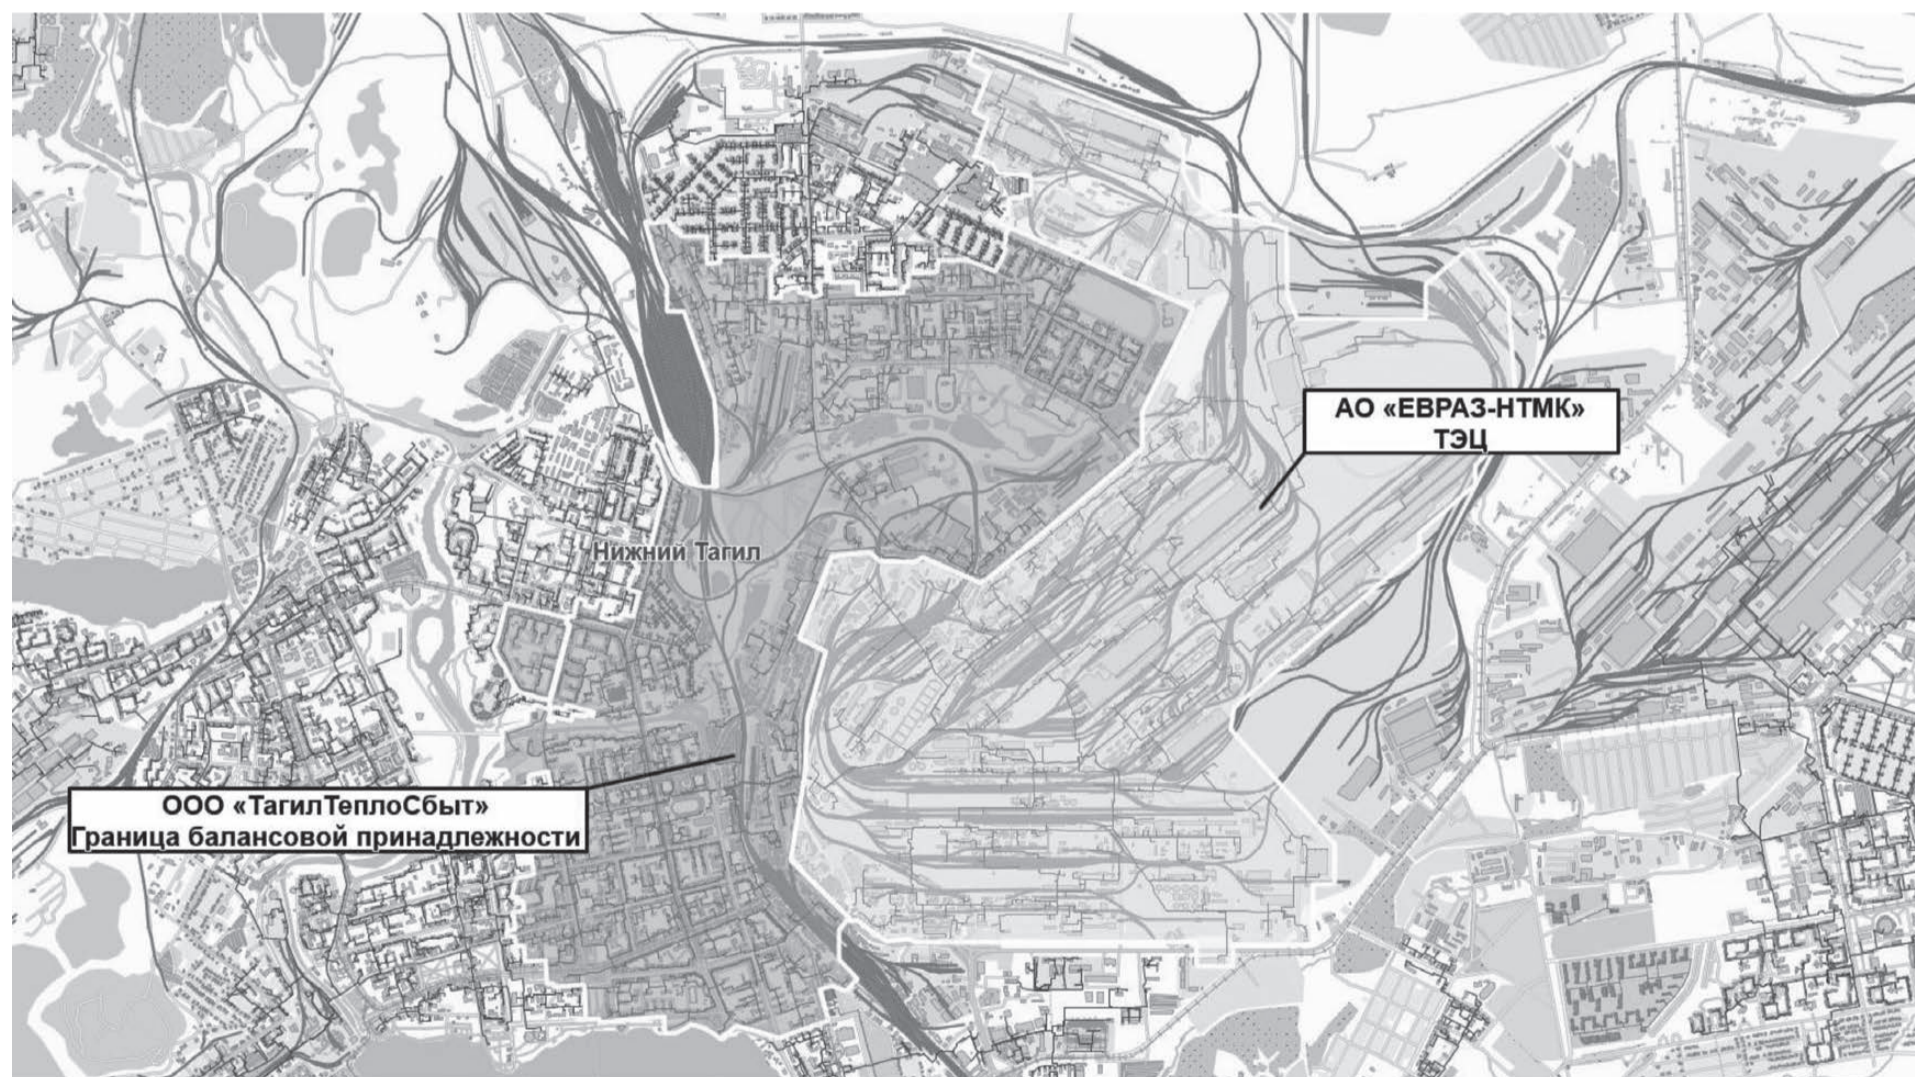 АО «ЕВРАЗ-НТМК»
ТЭЦ
Нижний Тагил
ООО «ТагилТеплоСбыт»
Граница балансовой принадлежности